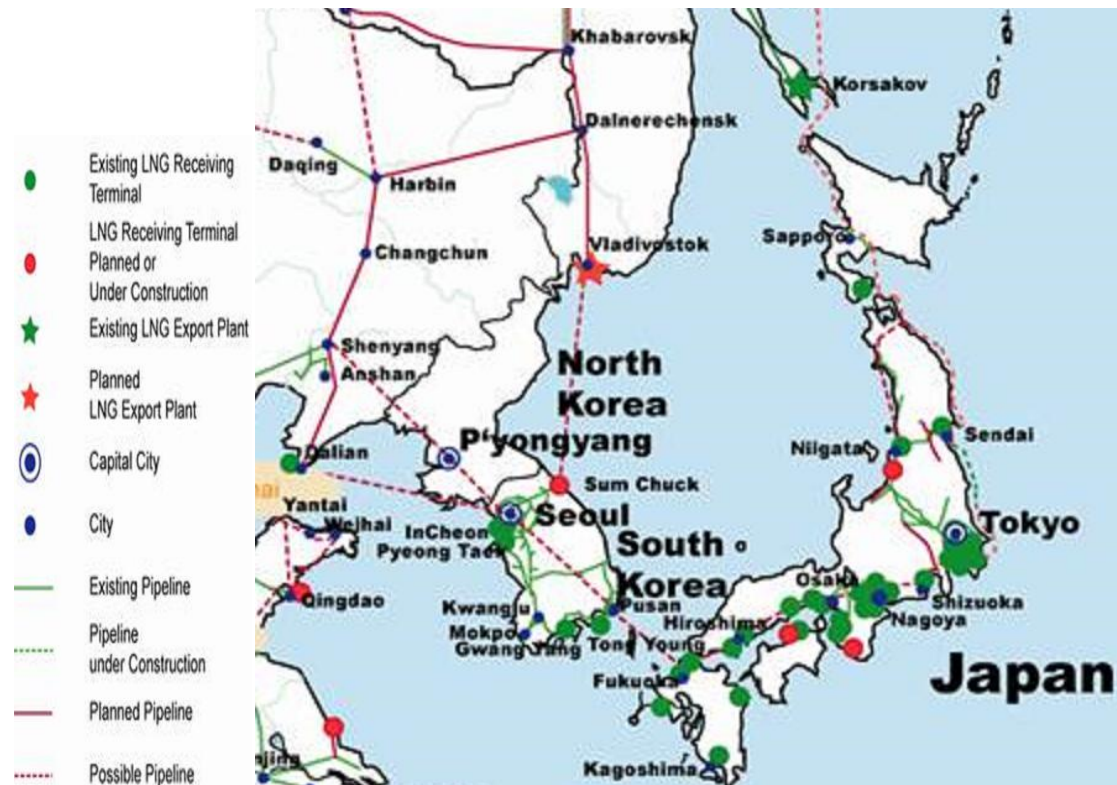 Existing LNG Receiving
Terminal
LNG Receiving Terminal
Planned or
Under Construction
Existing LNG Export Plant
Planned
LNG Export Plant
Capital City
City
Existing Pipeline
Pipeline
under Construction
Planned Pipeline
Possible Pipeline
Khabarovsk
Korsakov
Dalnerechensk
Daqing
Harbin
Sapporo
Vladivostok
Changchun
Shenyang
Anshan
North
Korea
P'yongyang
Niigata
Sendai
Dalian
Sum Chuck
Yantai
Weihai
Seoul
InCheon
Pyeong Taek
Tokyo
South
Korea
Osaka
Qingdao
Kwangju
Pusan
Shizuoka
Nagoya
Hiroshima
Mokpo
Gwang Yang
Tong Young
Fukuoka
Japan
njing
Kagoshima